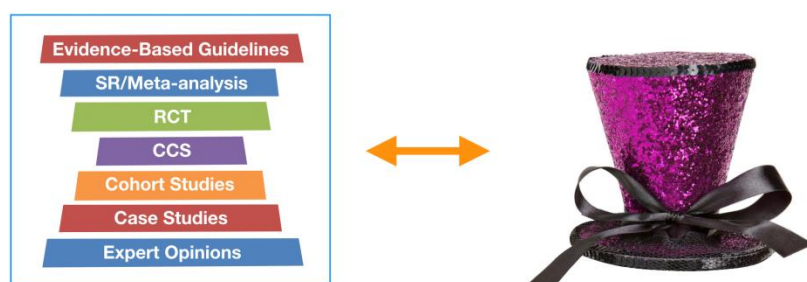 Evidence-Based Guidelines
SR/Meta-analysis
RCT
CCS
Cohort Studies
Case Studies
Expert Opinions